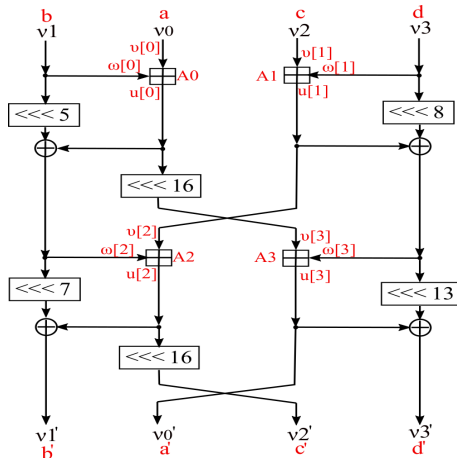 b a c d
ν1 ν0 ν2 ν3
υ[0] υ[1]
ω[0] A0 A1 ω[1]
u[0] u[1]
<<< 5 <<< 8
<<< 16
υ[2] υ[3]
ω[2] A2 A3 ω[3]
u[2] u[3]
<<< 7 <<< 13
<<< 16
ν1' ν0' ν2' ν3'
b' a' c' d'